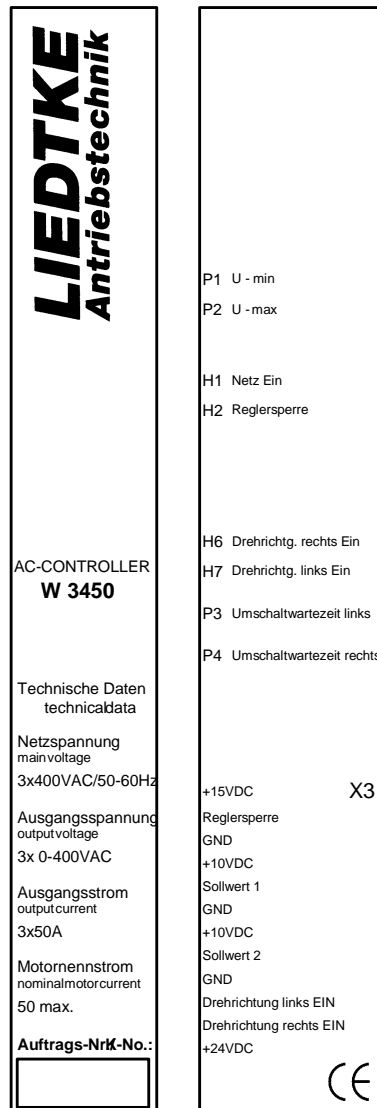 LIEDTKE
Antriebstechnik
AC-CONTROLLER
W 3450
Technische Daten
technicaldata
Netzspannung
mainvoltage
3x400VAC/50-60Hz
Ausgangsspannung
outputvoltage
3x 0-400VAC
Ausgangsstrom
outputcurrent
3x50A
Motornennstrom
nominalmotorcurrent
50 max.
Auftrags-Nr./K-No.:
P1 U - min
P2 U - max
H1 Netz Ein
H2 Reglersperre
H6 Drehrichtg. rechts Ein
H7 Drehrichtg. links Ein
P3 Umschaltwartezeit links
P4 Umschaltwartezeit rechts
+15VDC X3
Reglersperre
GND
+10VDC
Sollwert 1
GND
+10VDC
Sollwert 2
GND
Drehrichtung links EIN
Drehrichtung rechts EIN
+24VDC
CE